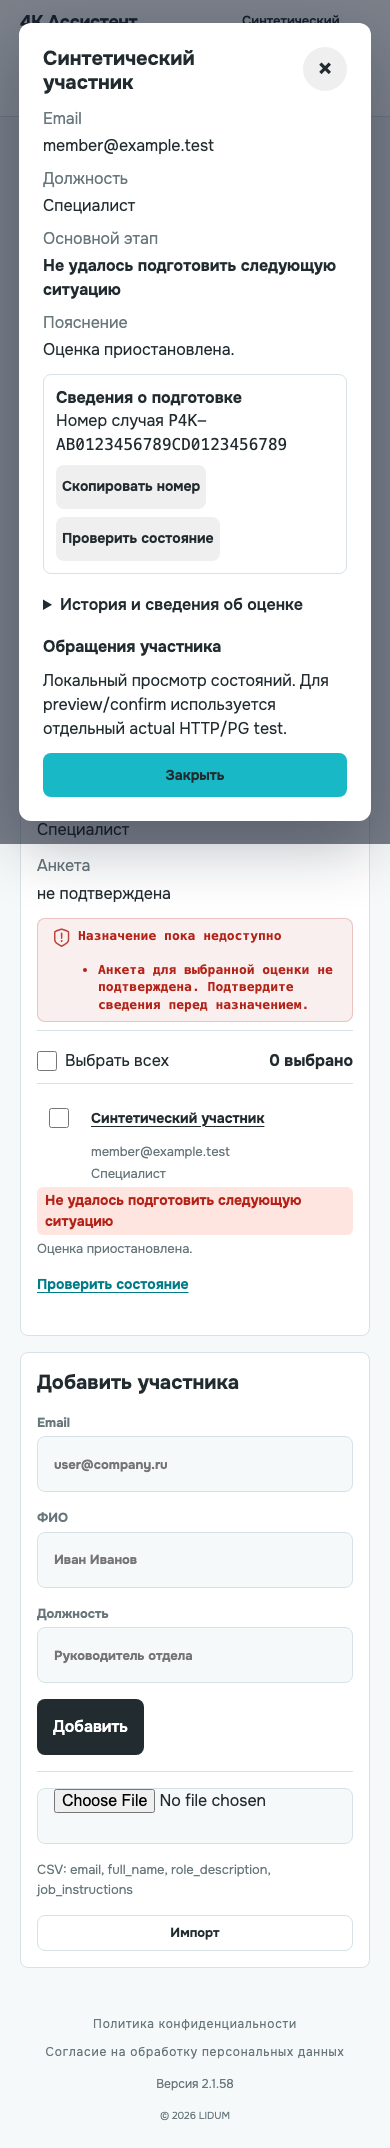 4К Ассистент
Синтетический
Синтетический
участник
×
Email
member@example.test
Должность
Специалист
Основной этап
Не удалось подготовить следующую
ситуацию
Пояснение
Оценка приостановлена.
Сведения о подготовке
Номер случая P4K–
AB0123456789CD0123456789
Скопировать номер
Проверить состояние
История и сведения об оценке
Обращения участника
Локальный просмотр состояний. Для
preview/confirm используется
отдельный actual HTTP/PG test.
Закрыть
Специалист
Анкета
не подтверждена
Назначение пока недоступно
• Анкета для выбранной оценки не
подтверждена. Подтвердите
сведения перед назначением.
Выбрать всех
0 выбрано
Синтетический участник
member@example.test
Специалист
Не удалось подготовить следующую
ситуацию
Оценка приостановлена.
Проверить состояние
Добавить участника
Email
user@company.ru
ФИО
Иван Иванов
Должность
Руководитель отдела
Добавить
Choose File No file chosen
CSV: email, full_name, role_description,
job_instructions
Импорт
Политика конфиденциальности
Согласие на обработку персональных данных
Версия 2.1.58
© 2026 LIDUM